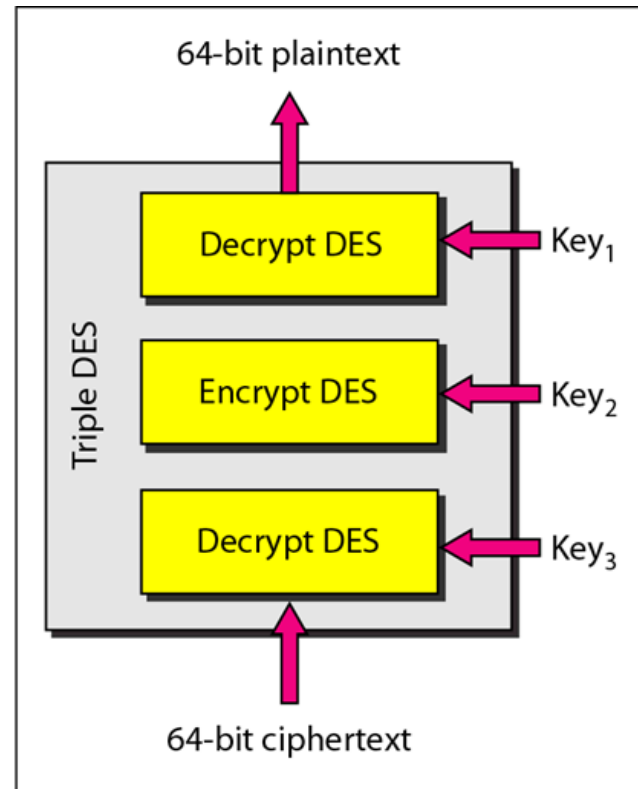 64-bit plaintext
Decrypt DES
Key₁
Triple DES
Encrypt DES
Key₂
Decrypt DES
Key₃
64-bit ciphertext